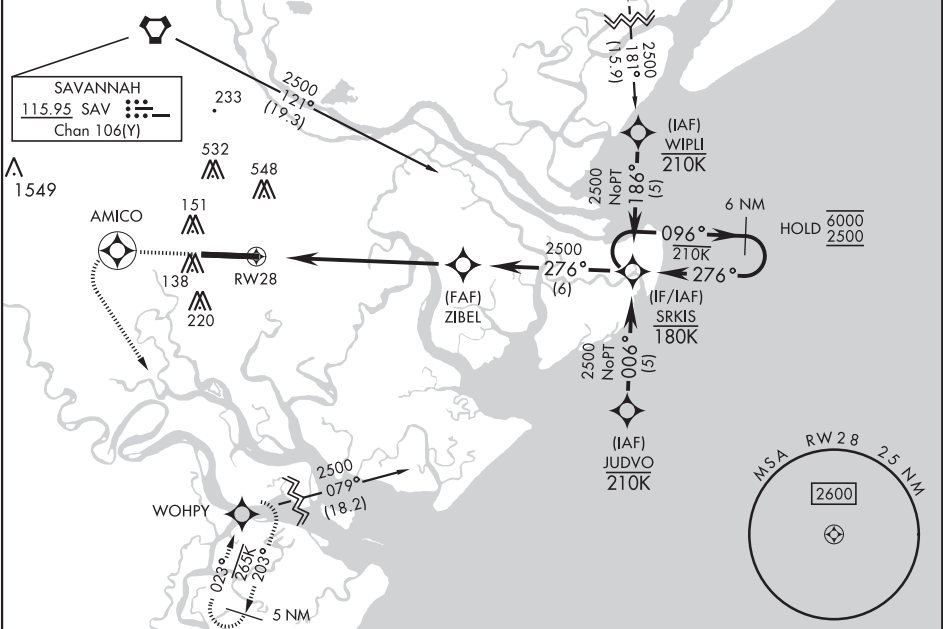 SAVANNAH
115.95 SAV
Chan 106(Y)
233
1549
532
548
151
138
220
AMICO
RW28
2500
121°
(19.3)
2500
181°
(15.9)
(IAF)
WIPLI
210K
2500
NoPT
186°
(5)
6 NM
HOLD 6000
2500
096°
210K
276°
2500
276°
(6)
(FAF)
ZIBEL
(IF/IAF)
SRKIS
180K
2500
NoPT
006°
(5)
(IAF)
JUDVO
210K
WOHPY
2500
079°
(18.2)
023°
265K
203°
5 NM
MSA RW28 25 NM
2600